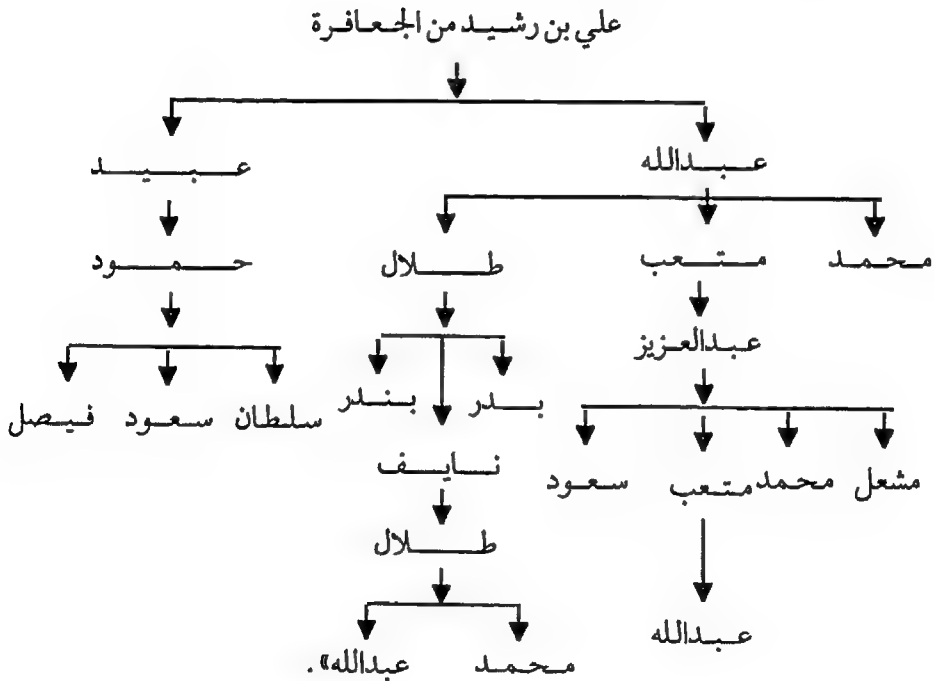 علي بن رشيد من الجعافرة
عبدالله عبيد
محمد متعب طلال حمود
عبدالعزيز
بدر بندر سلطان سعود فيصل
نايف
مشعل محمد متعب سعود
طلال
عبدالله
محمد عبدالله».